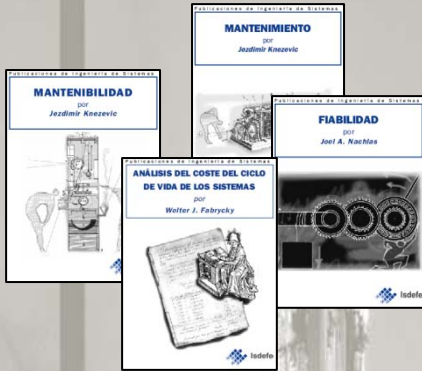 Publicaciones de Ingeniería de Sistemas
MANTENIMIENTO
por
Jezdimir Knezevic
Publicaciones de Ingeniería de Sistemas
MANTENIBILIDAD
por
Jezdimir Knezevic
Publicaciones de Ingeniería de Sistemas
FIABILIDAD
por
Joel A. Nachlas
Isdefe
Publicaciones de Ingeniería de Sistemas
ANÁLISIS DEL COSTE DEL CICLO
DE VIDA DE LOS SISTEMAS
por
Wolter J. Fabrycky
Isdefe